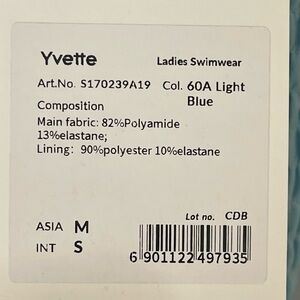 Yvette Ladies Swimwear
Art.No. S170239A19 Col. 60A Light
Blue
Composition
Main fabric: 82%Polyamide
13%elastane;
Lining: 90%polyester 10%elastane
Lot no. CDB
ASIA M
INT S
6 901122 497935